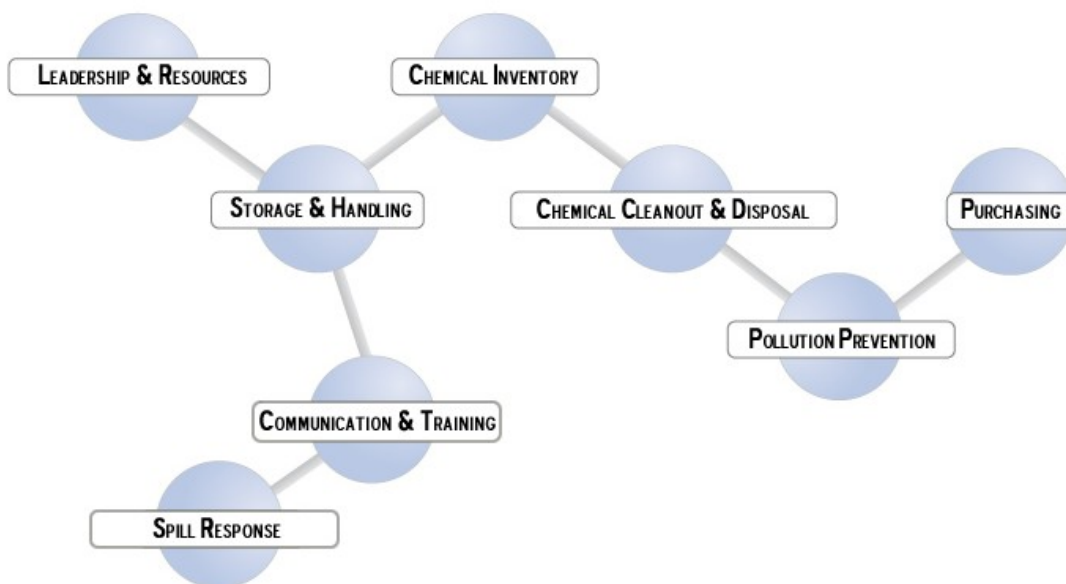 LEADERSHIP & RESOURCES
CHEMICAL INVENTORY
STORAGE & HANDLING
CHEMICAL CLEANOUT & DISPOSAL
PURCHASING
POLLUTION PREVENTION
COMMUNICATION & TRAINING
SPILL RESPONSE